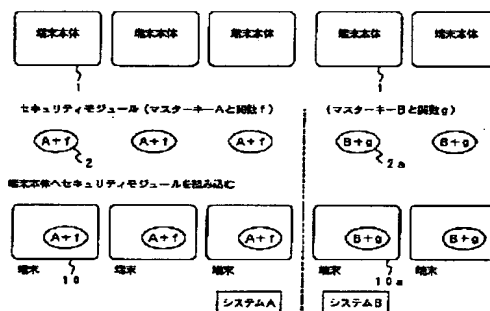 端末本体 端末本体 端末本体 端末本体 端末本体
1 1
セキュリティモジュール(マスターキーAと関数f) (マスターキーBと関数g)
A+f A+f A+f B+g B+g
2 2a
端末本体へセキュリティモジュールを組み込む
A+f A+f A+f B+g B+g
端末 端末 端末 端末 端末
10 10a
システムA システムB